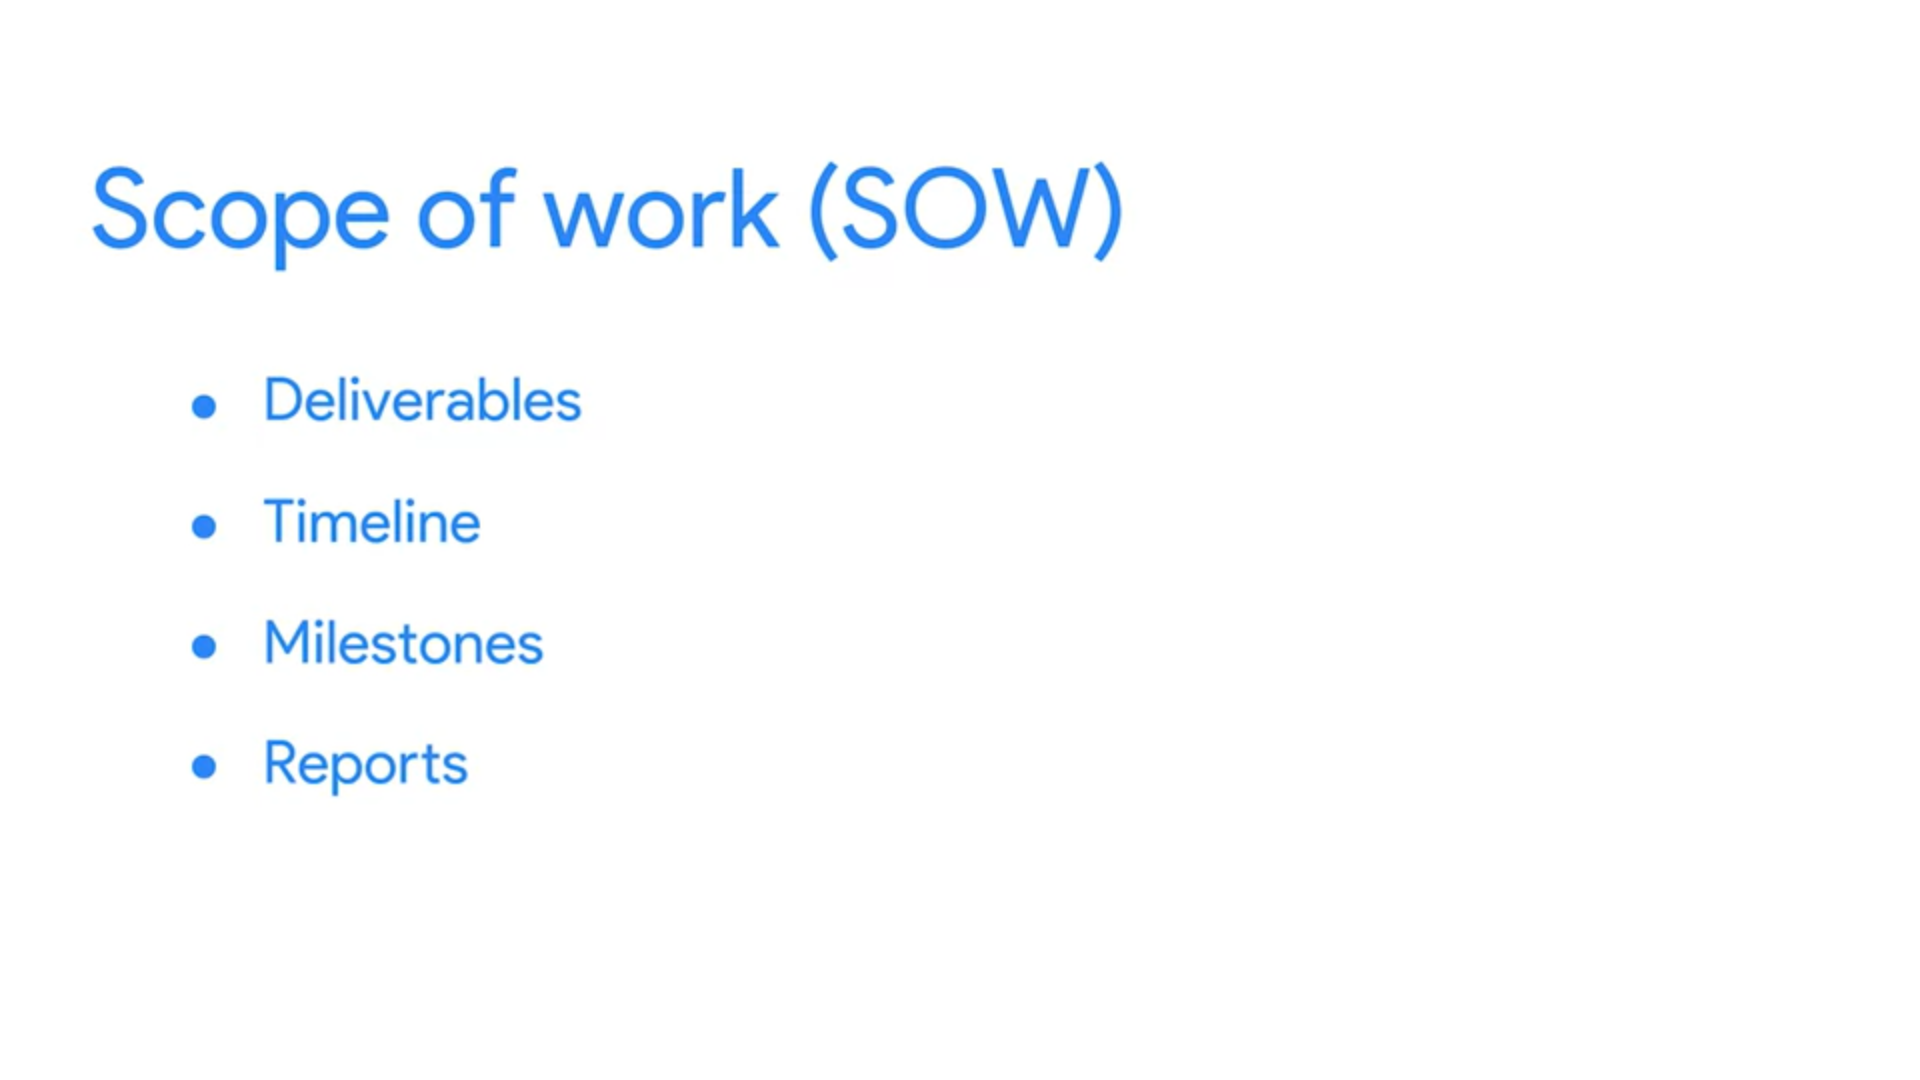 Scope of work (SOW)
● Deliverables
● Timeline
● Milestones
● Reports